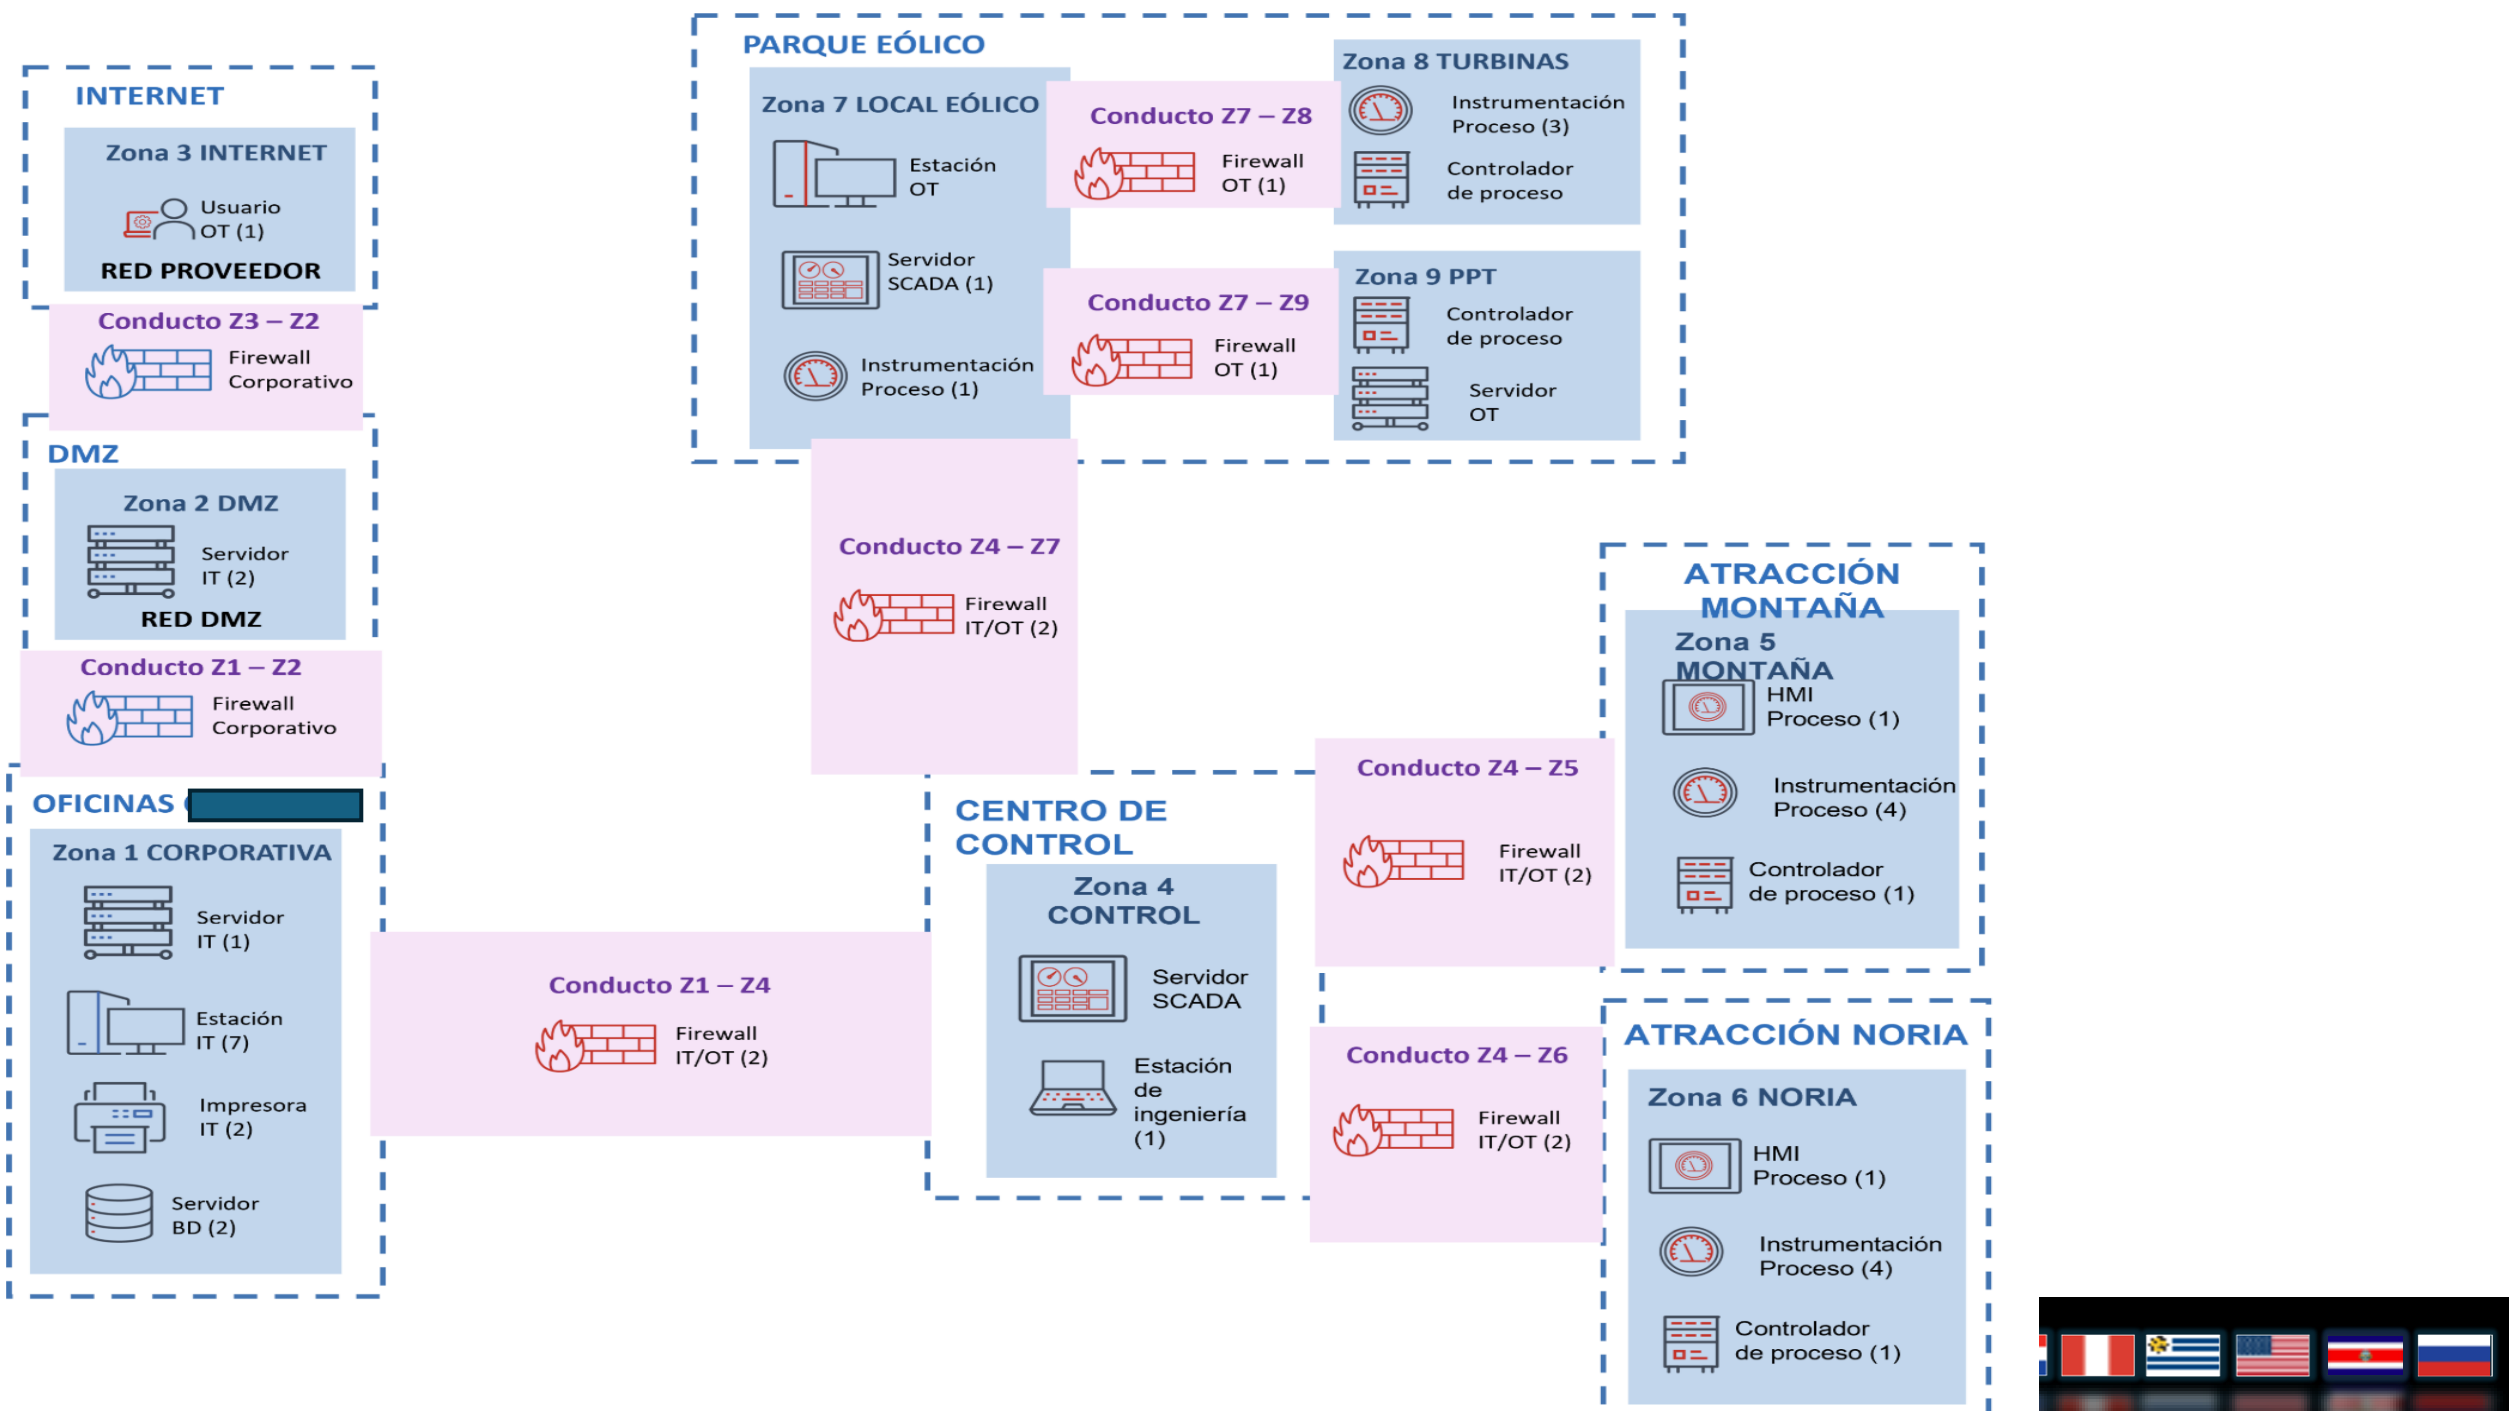 INTERNET
Zona 3 INTERNET
Usuario
OT (1)
RED PROVEEDOR
Conducto Z3 – Z2
Firewall
Corporativo
DMZ
Zona 2 DMZ
Servidor
IT (2)
RED DMZ
Conducto Z1 – Z2
Firewall
Corporativo
OFICINAS
Zona 1 CORPORATIVA
Servidor
IT (1)
Estación
IT (7)
Impresora
IT (2)
Servidor
BD (2)
Conducto Z1 – Z4
Firewall
IT/OT (2)
PARQUE EÓLICO
Zona 7 LOCAL EÓLICO
Estación
OT
Servidor
SCADA (1)
Instrumentación
Proceso (1)
Conducto Z7 – Z8
Firewall
OT (1)
Conducto Z7 – Z9
Firewall
OT (1)
Zona 8 TURBINAS
Instrumentación
Proceso (3)
Controlador
de proceso
Zona 9 PPT
Controlador
de proceso
Servidor
OT
Conducto Z4 – Z7
Firewall
IT/OT (2)
CENTRO DE
CONTROL
Zona 4
CONTROL
Servidor
SCADA
Estación
de
ingeniería
(1)
Conducto Z4 – Z5
Firewall
IT/OT (2)
Conducto Z4 – Z6
Firewall
IT/OT (2)
ATRACCIÓN
MONTAÑA
Zona 5
MONTAÑA
HMI
Proceso (1)
Instrumentación
Proceso (4)
Controlador
de proceso (1)
ATRACCIÓN NORIA
Zona 6 NORIA
HMI
Proceso (1)
Instrumentación
Proceso (4)
Controlador
de proceso (1)